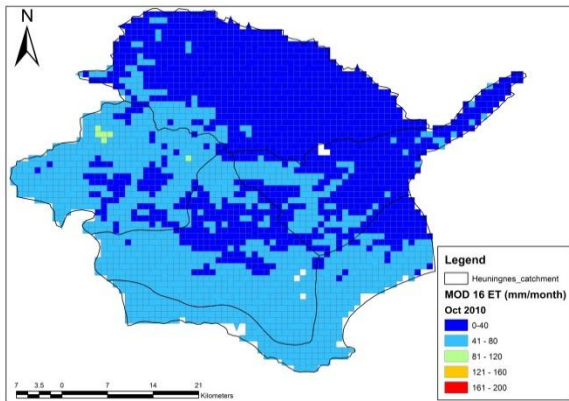 N
Legend
Heuningnes_catchment
MOD 16 ET (mm/month)
Oct 2010
0-40
41 - 80
81 - 120
121 - 160
161 - 200
7 3.5 0 7 14 21
Kilometers